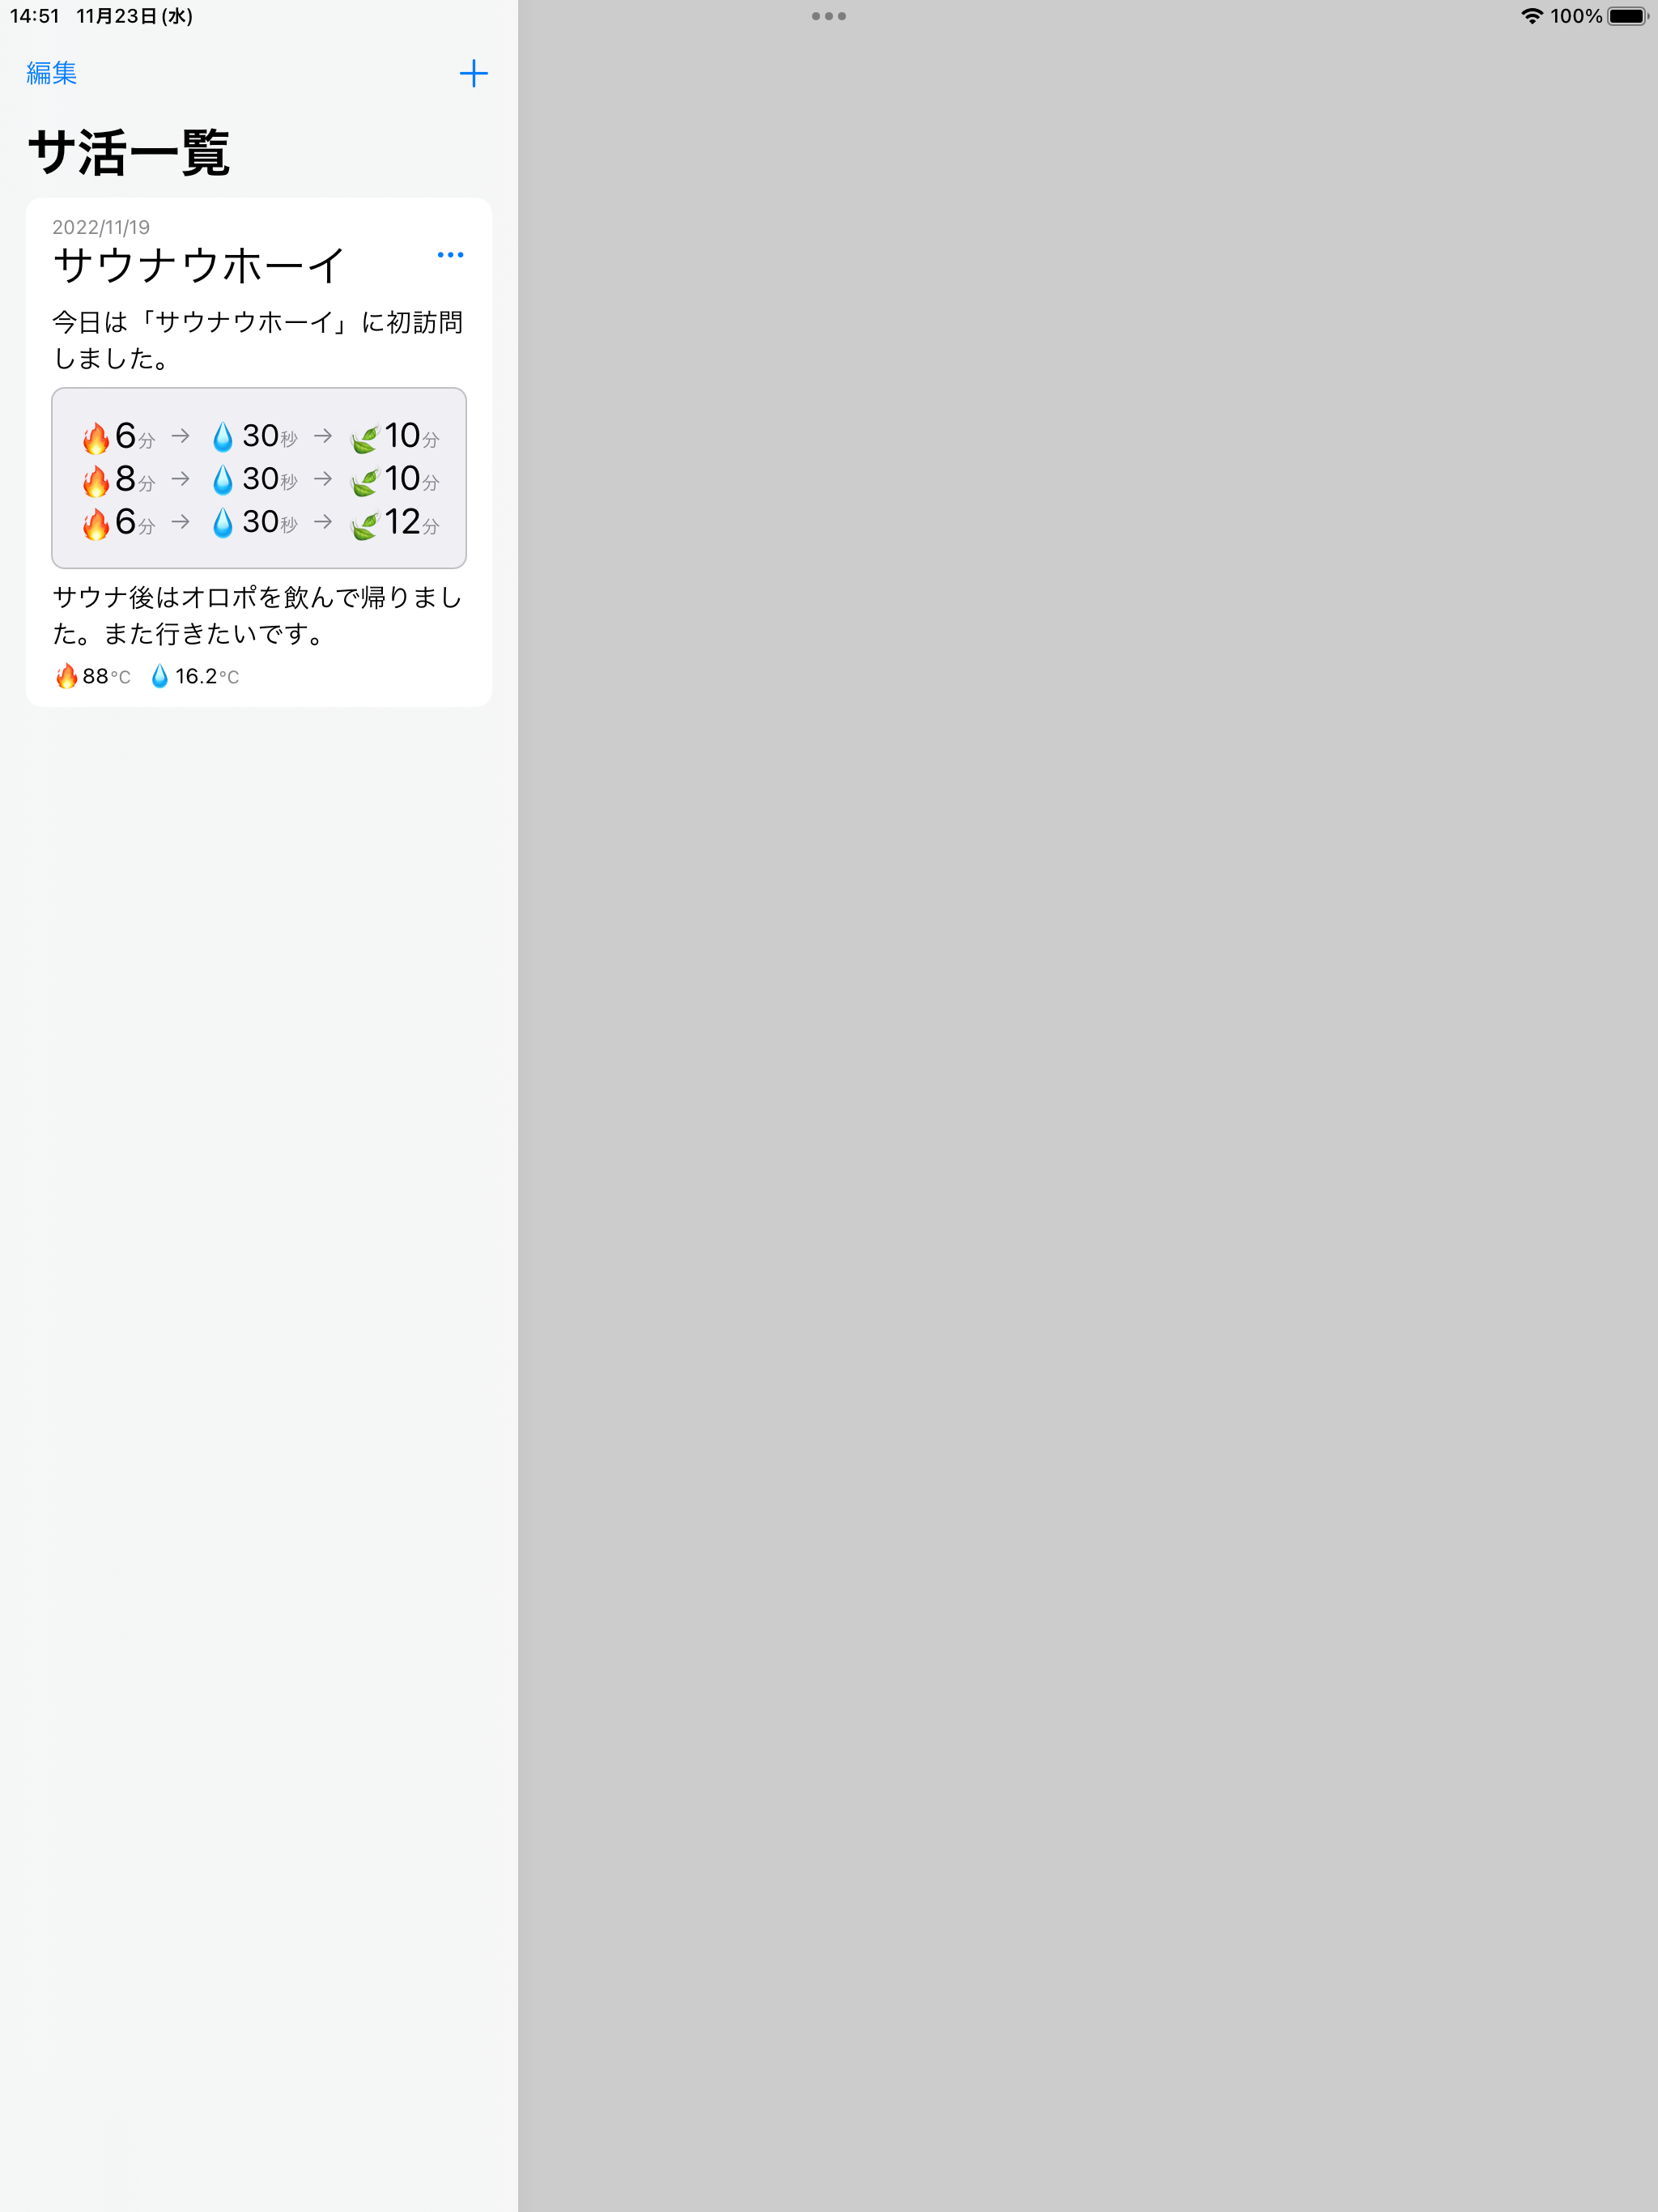 14:51 11月23日(水)
100%
編集
サ活一覧
2022/11/19
サウナウホーイ
今日は「サウナウホーイ」に初訪問
しました。
🔥6分 → 💧30秒 → 🍃10分
🔥8分 → 💧30秒 → 🍃10分
🔥6分 → 💧30秒 → 🍃12分
サウナ後はオロポを飲んで帰りまし
た。また行きたいです。
🔥88℃ 💧16.2℃